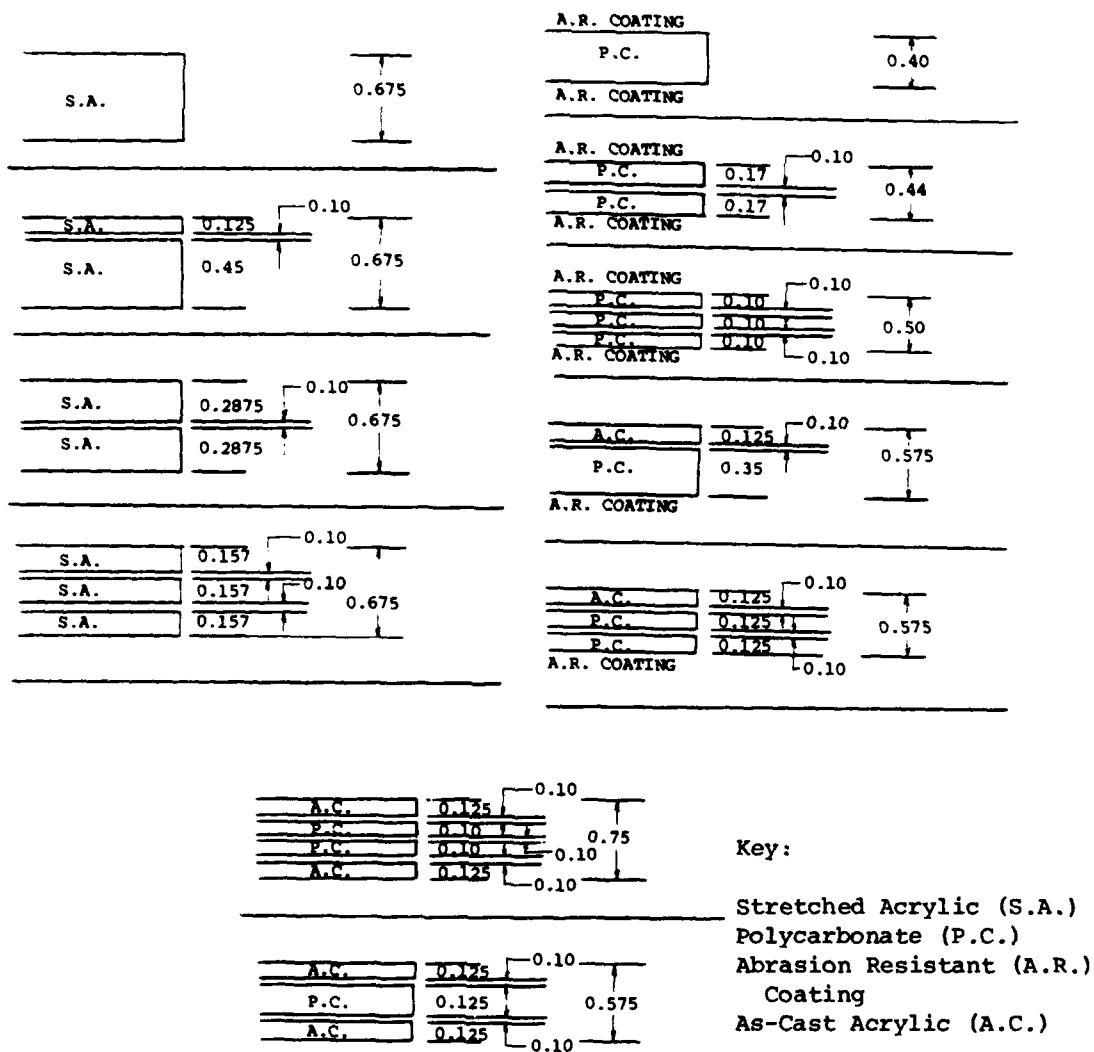 S.A.
0.675
S.A. 0.125 0.10
S.A. 0.45
0.675
S.A. 0.2875 0.10
0.675
S.A. 0.2875
S.A. 0.157 0.10
S.A. 0.157 0.10
0.675
S.A. 0.157
A.R. COATING
P.C.
0.40
A.R. COATING
A.R. COATING
P.C. 0.17 0.10
0.44
P.C. 0.17
A.R. COATING
A.R. COATING
P.C. 0.10 0.10
P.C. 0.10
0.50
P.C. 0.10 0.10
A.R. COATING
A.C. 0.125 0.10
0.575
P.C. 0.35
A.R. COATING
A.C. 0.125 0.10
P.C. 0.125
0.575
P.C. 0.125
A.R. COATING 0.10
A.C. 0.125 0.10
P.C. 0.10
0.75
P.C. 0.10 0.10
A.C. 0.125 0.10
A.C. 0.125 0.10
P.C. 0.125 0.575
A.C. 0.125 0.10
Key:
Stretched Acrylic (S.A.)
Polycarbonate (P.C.)
Abrasion Resistant (A.R.)
Coating
As-Cast Acrylic (A.C.)